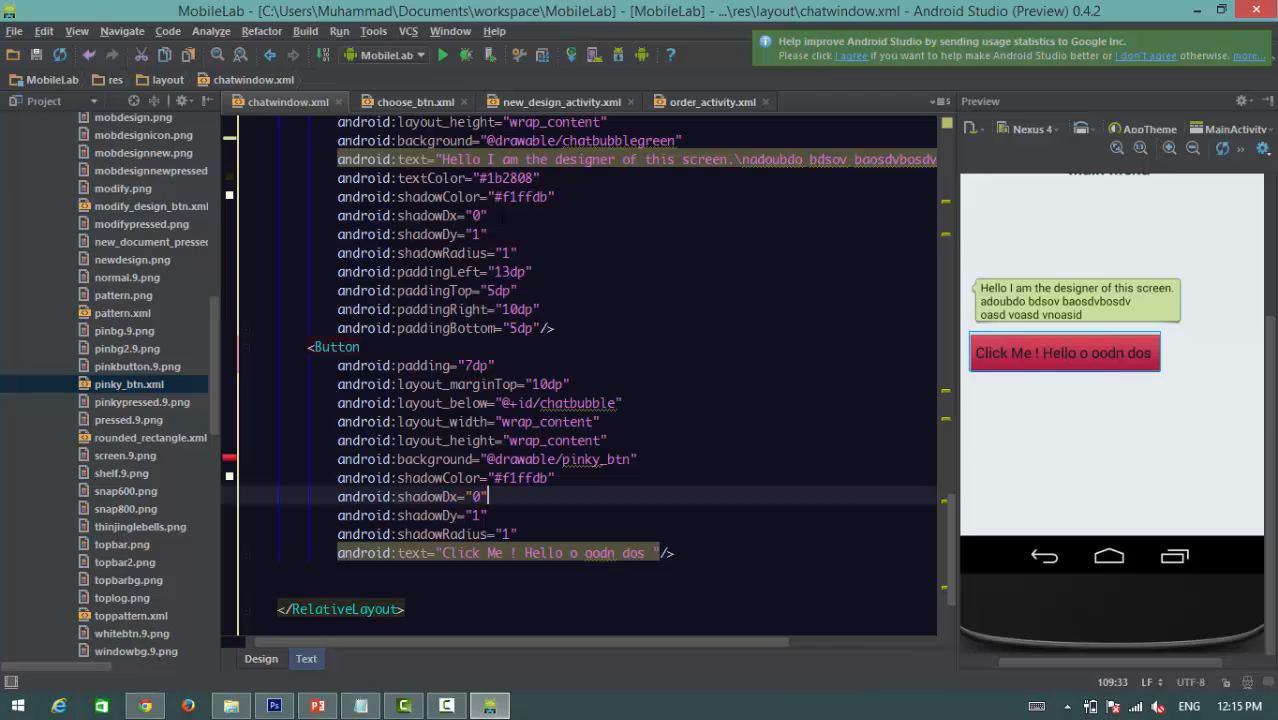 MobileLab - [C:\Users\Muhammad\Documents\workspace\MobileLab] - [MobileLab] - ...\res\layout\chatwindow.xml - Android Studio (Preview) 0.4.2
File Edit View Navigate Code Analyze Refactor Build Run Tools VCS Window Help
Help improve Android Studio by sending usage statistics to Google Inc.
Please click I agree if you want to help make Android Studio better or I don't agree otherwise. more...
MobileLab
MobileLab res layout chatwindow.xml
Project
chatwindow.xml choose_btn.xml new_design_activity.xml order_activity.xml
Preview
Nexus 4 AppTheme MainActivity
mobdesign.png
mobdesignicon.png
mobdesignnew.png
mobdesignnewpressed
modify.png
modify_design_btn.xml
modifypressed.png
new_document_pressed
newdesign.png
normal.9.png
pattern.png
pattern.xml
pinbg.9.png
pinbg2.9.png
pinkbutton.9.png
pinky_btn.xml
pinkypressed.9.png
pressed.9.png
rounded_rectangle.xml
screen.9.png
shelf.9.png
snap600.png
snap800.png
thinjinglebells.png
topbar.png
topbar2.png
topbarbg.png
toplog.png
toppattern.xml
whitebtn.9.png
windowbg.9.png
android:layout_height="wrap_content"
android:background="@drawable/chatbubblegreen"
android:text="Hello I am the designer of this screen.\nadoubdo bdsov baosdvbosdv
android:textColor="#1b2808"
android:shadowColor="#f1ffdb"
android:shadowDx="0"
android:shadowDy="1"
android:shadowRadius="1"
android:paddingLeft="13dp"
android:paddingTop="5dp"
android:paddingRight="10dp"
android:paddingBottom="5dp"/>
<Button
android:padding="7dp"
android:layout_marginTop="10dp"
android:layout_below="@+id/chatbubble"
android:layout_width="wrap_content"
android:layout_height="wrap_content"
android:background="@drawable/pinky_btn"
android:shadowColor="#f1ffdb"
android:shadowDx="0"
android:shadowDy="1"
android:shadowRadius="1"
android:text="Click Me ! Hello o oodn dos "/>
</RelativeLayout>
Design Text
Hello I am the designer of this screen.
adoubdo bdsov baosdvbosdv
oasd voasd vnoasid
Click Me ! Hello o oodn dos
109:33 LF UTF-8
ENG 12:15 PM